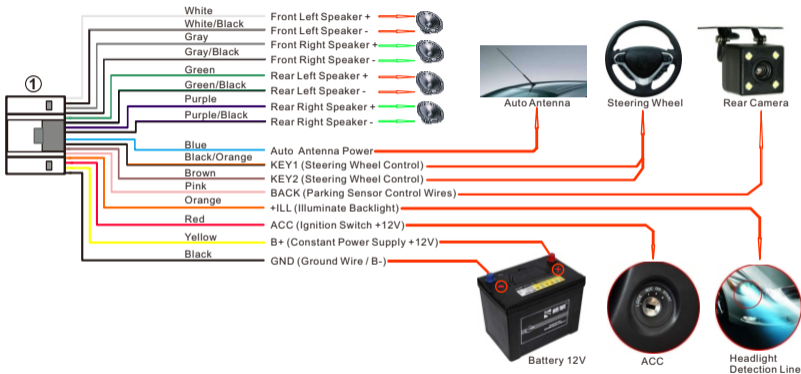 ①
White Front Left Speaker +
White/Black Front Left Speaker -
Gray Front Right Speaker +
Gray/Black Front Right Speaker -
Green Rear Left Speaker +
Green/Black Rear Left Speaker -
Purple Rear Right Speaker +
Purple/Black Rear Right Speaker -
Auto Antenna
Steering Wheel
Rear Camera
Blue Auto Antenna Power
Black/Orange KEY1 (Steering Wheel Control)
Brown KEY2 (Steering Wheel Control)
Pink BACK (Parking Sensor Control Wires)
Orange +ILL (Illuminate Backlight)
Red ACC (Ignition Switch +12V)
Yellow B+ (Constant Power Supply +12V)
Black GND (Ground Wire / B-)
- +
Battery 12V
ACC
Headlight
Detection Line